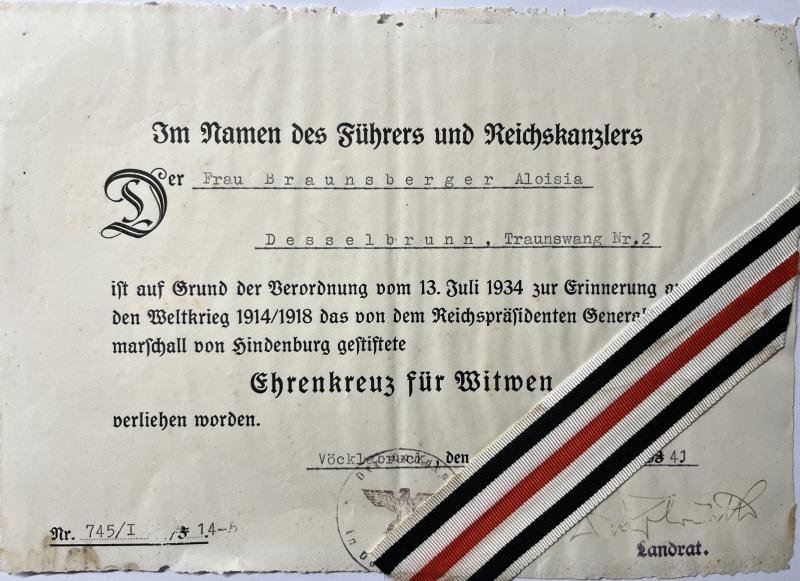 Im Namen des Führers und Reichskanzlers
Der Frau Braunsberger Aloisia
Desselbrunn, Traunswang Nr.2
ist auf Grund der Verordnung vom 13. Juli 1934 zur Erinnerung
den Weltkrieg 1914/1918 das von dem Reichspräsidenten General
marschall von Hindenburg gestiftete
Ehrenkreuz für Witwen
verliehen worden.
Vöcklabruck, den 41
Nr. 745/I
Landrat.